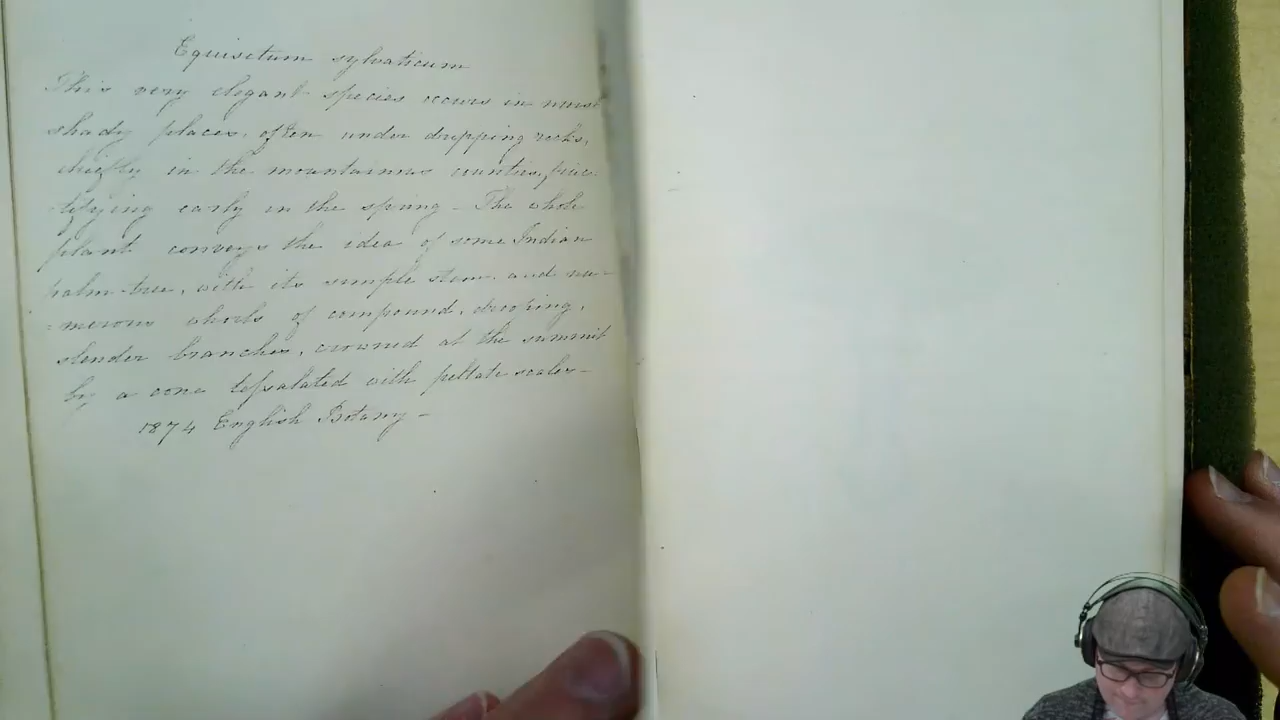 Equisetum sylvaticum
This very elegant species occurs in moist
shady places, often under dripping rocks,
chiefly in the mountainous counties, fruc
-tifying early in the spring - The whole
plant conveys the idea of some Indian
palm-tree, with its simple stem, and nu-
=merous whorls of compound, drooping,
slender branches, crowned at the summit
by a cone tefsalated with peltate scales-
1874 English Botany -